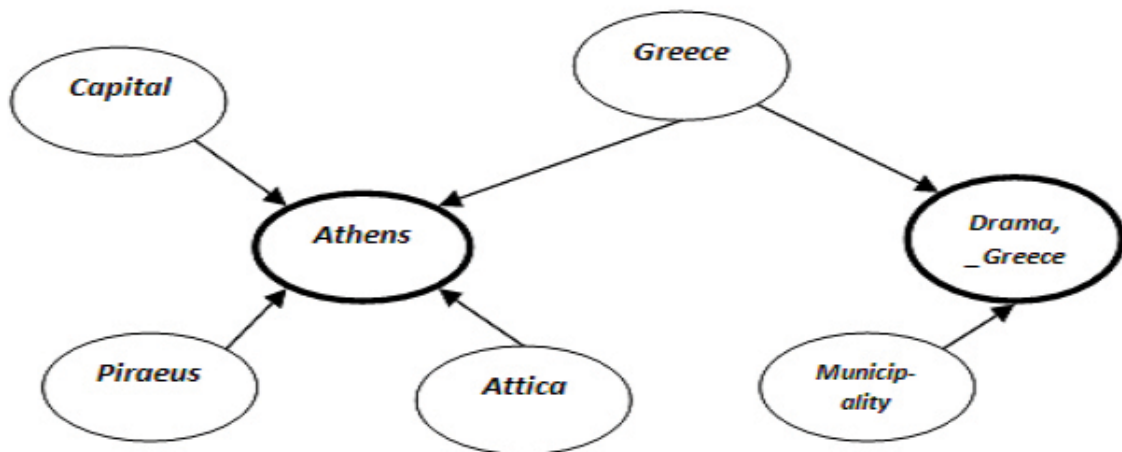 Capital
Greece
Athens
Drama,
_Greece
Piraeus
Attica
Municip-
ality